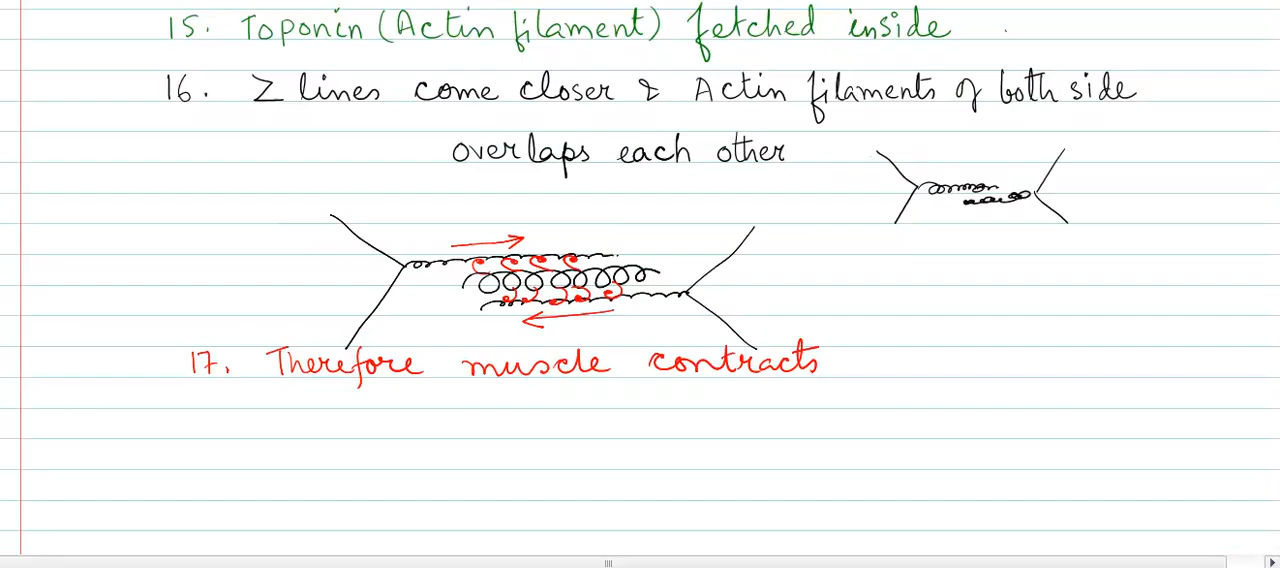 15. Toponin (Actin filament) fetched inside
16. Z lines come closer & Actin filaments of both side
overlaps each other
17. Therefore muscle contracts